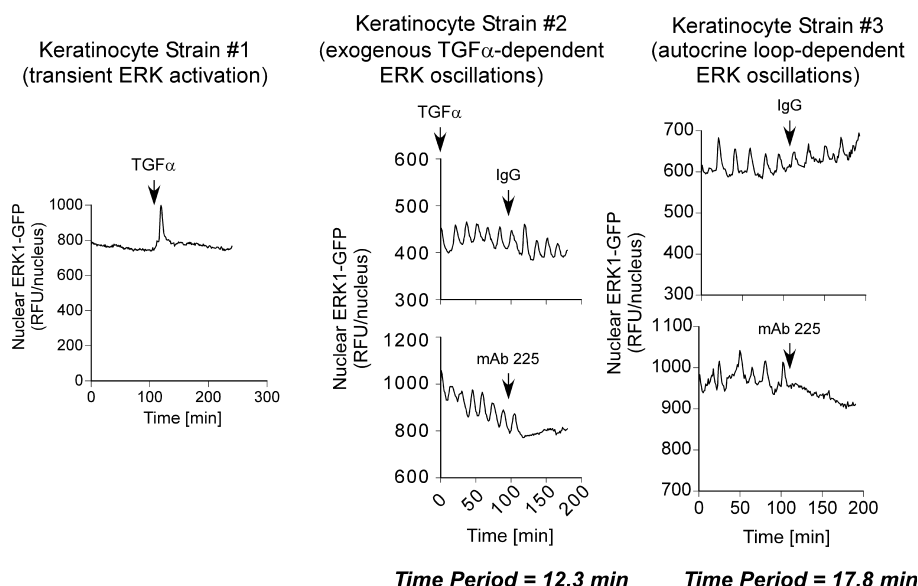 Keratinocyte Strain #1
(transient ERK activation)
TGFα
Nuclear ERK1-GFP
(RFU/nucleus)
1000
800
600
400
200
0
0 100 200 300
Time [min]
Keratinocyte Strain #2
(exogenous TGFα-dependent
ERK oscillations)
TGFα
IgG
Nuclear ERK1-GFP
(RFU/nucleus)
600
500
400
300
mAb 225
1200
1000
800
600
0 50 100 150 200
Time [min]
Time Period = 12.3 min
Keratinocyte Strain #3
(autocrine loop-dependent
ERK oscillations)
IgG
Nuclear ERK1-GFP
(RFU/nucleus)
700
600
500
400
300
mAb 225
1100
1000
900
800
700
0 50 100 150 200
Time [min]
Time Period = 17.8 min